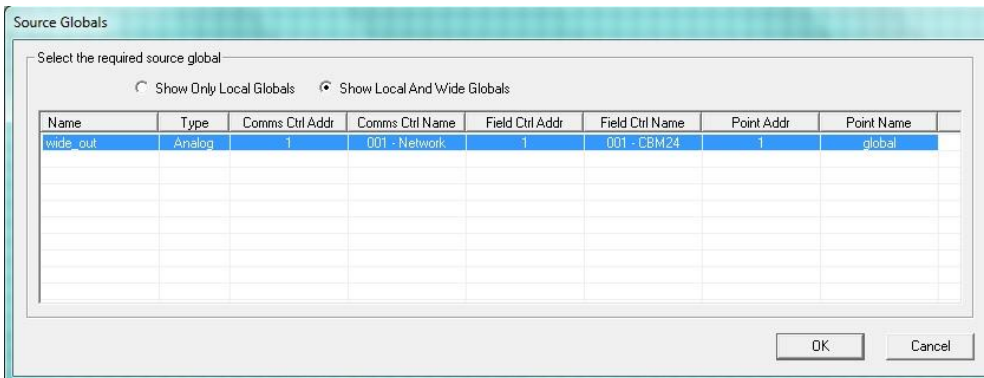 Source Globals
Select the required source global
Show Only Local Globals Show Local And Wide Globals
Name Type Comms Ctrl Addr Comms Ctrl Name Field Ctrl Addr Field Ctrl Name Point Addr Point Name
wide_out Analog 1 001 - Network 1 001 - CBM24 1 global
OK Cancel